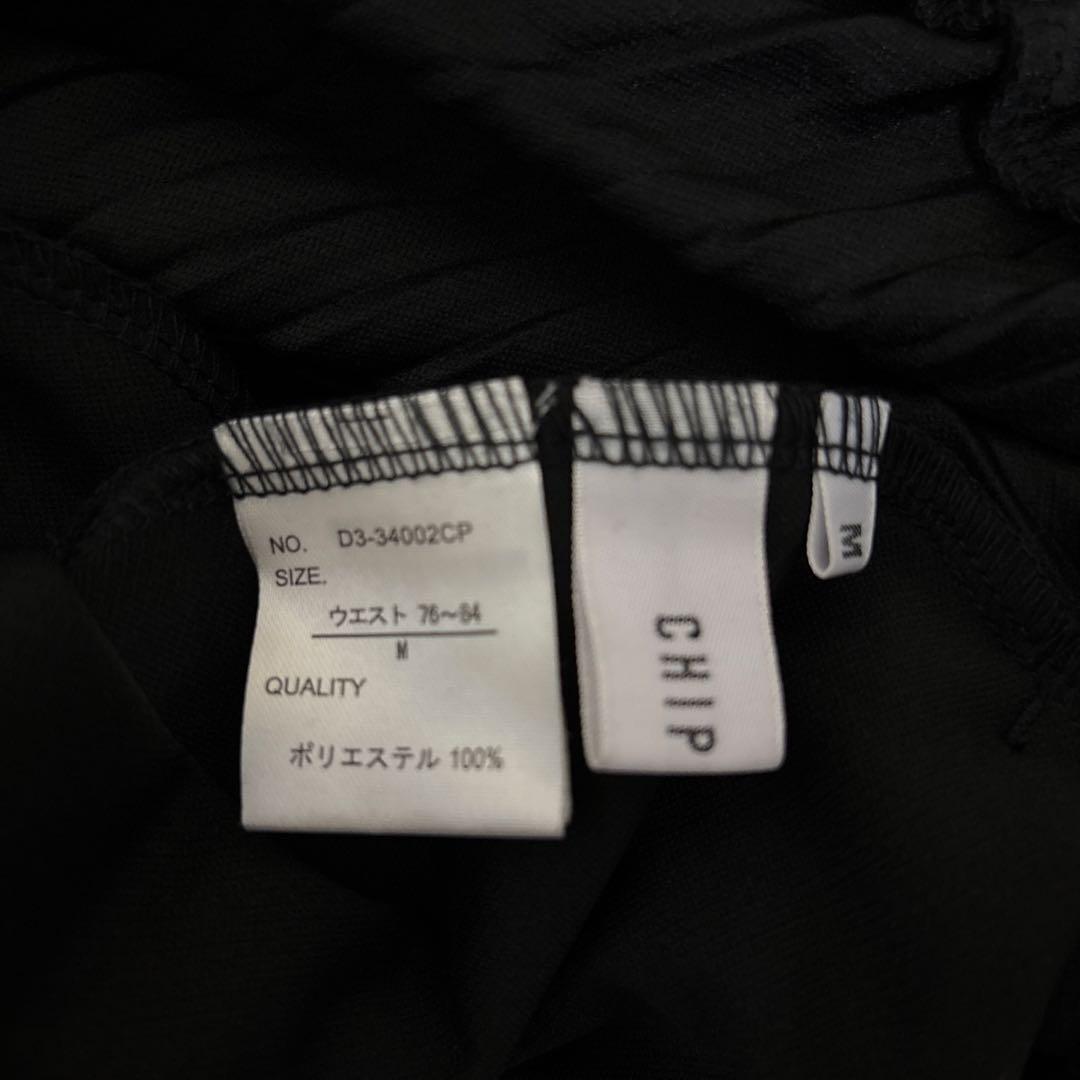 NO. D3-34002CP
SIZE.
ウエスト 76〜84
M
QUALITY
ポリエステル 100%
CHIP
M